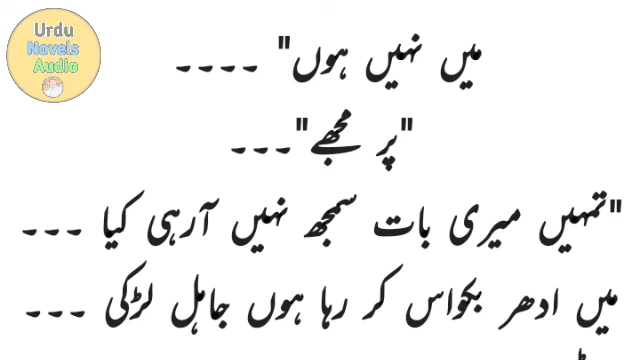 Urdu
Novels
Audio
میں نہیں ہوں" ۔۔۔۔
"پر مجھے"۔۔۔
"تمہیں میری بات سمجھ نہیں آرہی کیا ۔۔۔
میں ادھر بکواس کر رہا ہوں جاہل لڑکی ۔۔۔